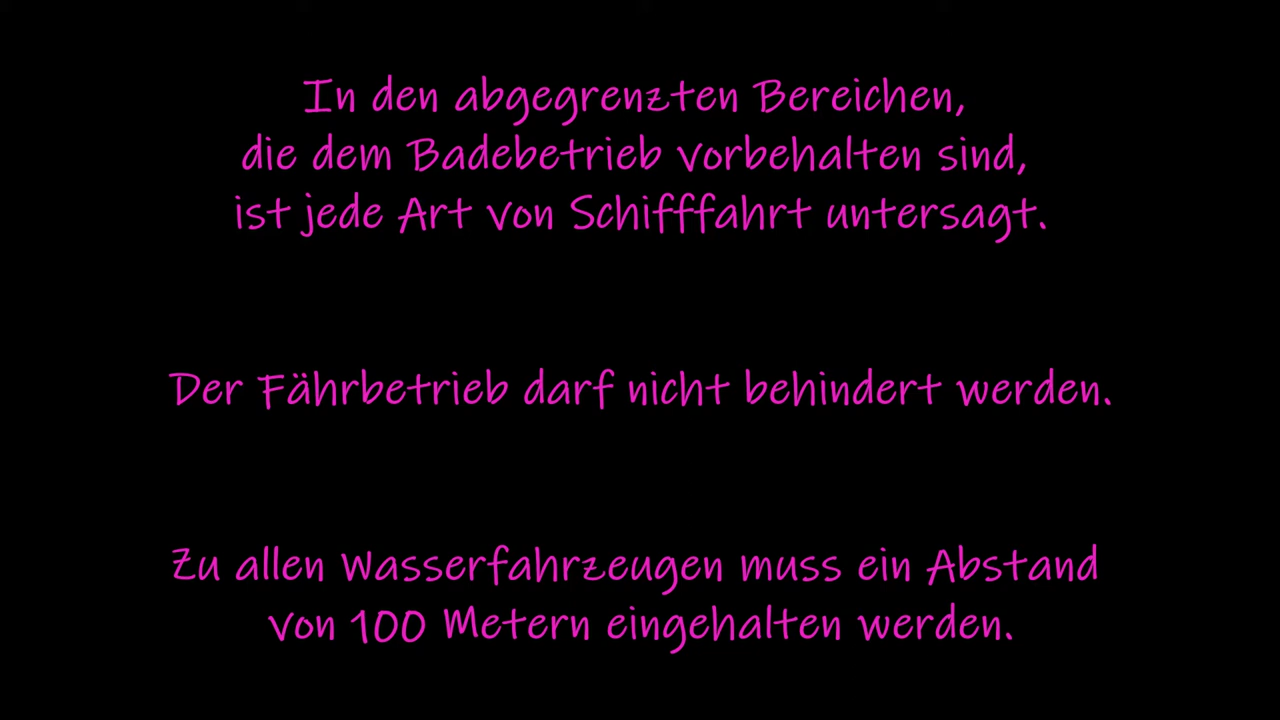 In den abgegrenzten Bereichen,
die dem Badebetrieb vorbehalten sind,
ist jede Art von Schifffahrt untersagt.
Der Fährbetrieb darf nicht behindert werden.
Zu allen Wasserfahrzeugen muss ein Abstand
von 100 Metern eingehalten werden.